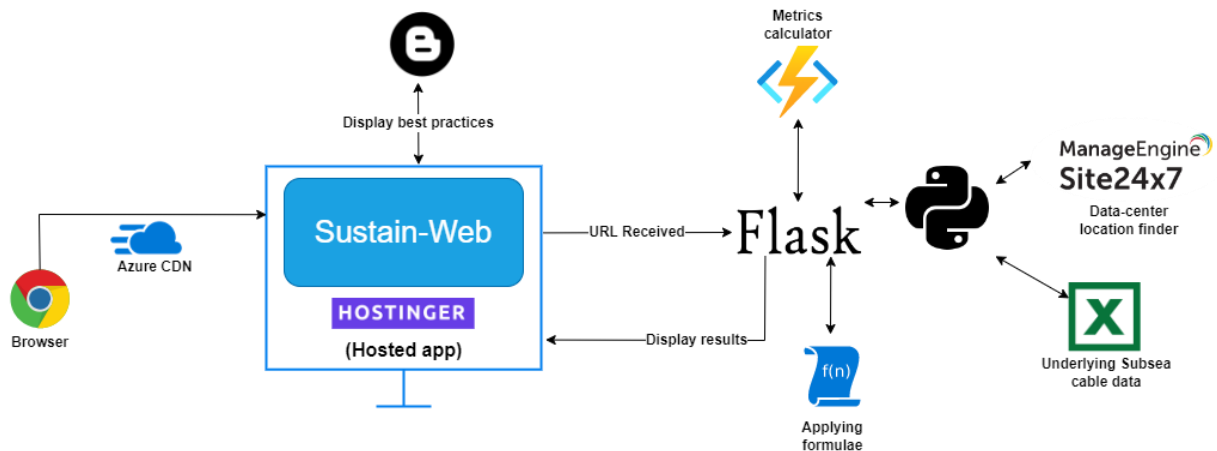 Metrics
calculator
Display best practices
ManageEngine
Site24x7
Data-center
location finder
Sustain-Web
URL Received
Flask
Azure CDN
HOSTINGER
Browser
(Hosted app)
Display results
f(n)
Underlying Subsea
cable data
Applying
formulae